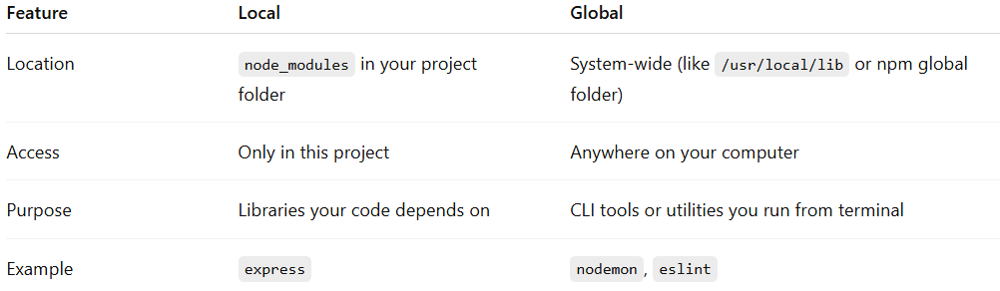 Feature Local Global
Location node_modules in your project System-wide (like /usr/local/lib or npm global
folder folder)
Access Only in this project Anywhere on your computer
Purpose Libraries your code depends on CLI tools or utilities you run from terminal
Example express nodemon, eslint